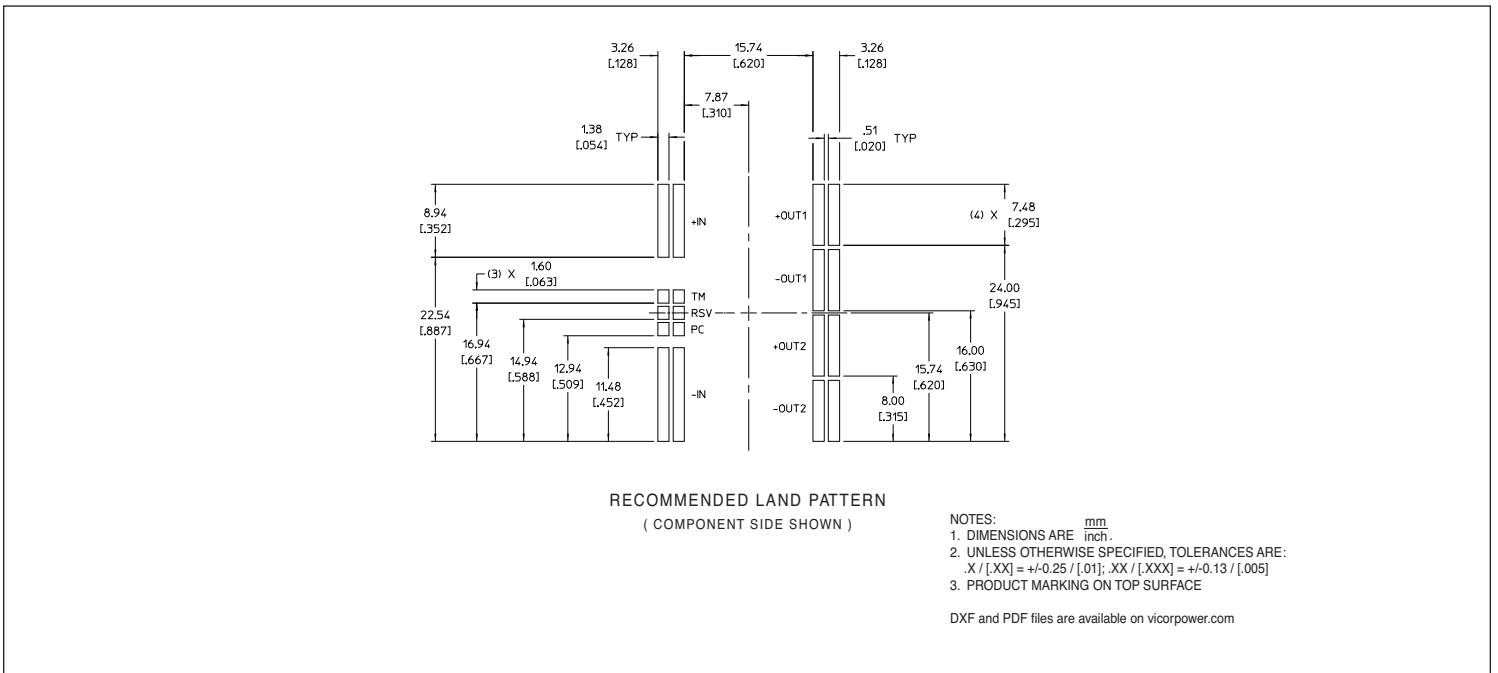 3.26
[.128]
15.74
[.620]
3.26
[.128]
7.87
[.310]
1.38
[.054]
TYP
.51
[.020]
TYP
8.94
[.352]
+IN
+OUT1
(4) X
7.48
[.295]
(3) X
1.60
[.063]
-OUT1
TM
RSV
PC
22.54
[.887]
16.94
[.667]
14.94
[.588]
12.94
[.509]
11.48
[.452]
-IN
+OUT2
-OUT2
8.00
[.315]
15.74
[.620]
16.00
[.630]
24.00
[.945]
RECOMMENDED LAND PATTERN
( COMPONENT SIDE SHOWN )
NOTES:
1. DIMENSIONS ARE mm / inch.
2. UNLESS OTHERWISE SPECIFIED, TOLERANCES ARE:
.X / [.XX] = +/-0.25 / [.01]; .XX / [.XXX] = +/-0.13 / [.005]
3. PRODUCT MARKING ON TOP SURFACE
DXF and PDF files are available on vicorpower.com